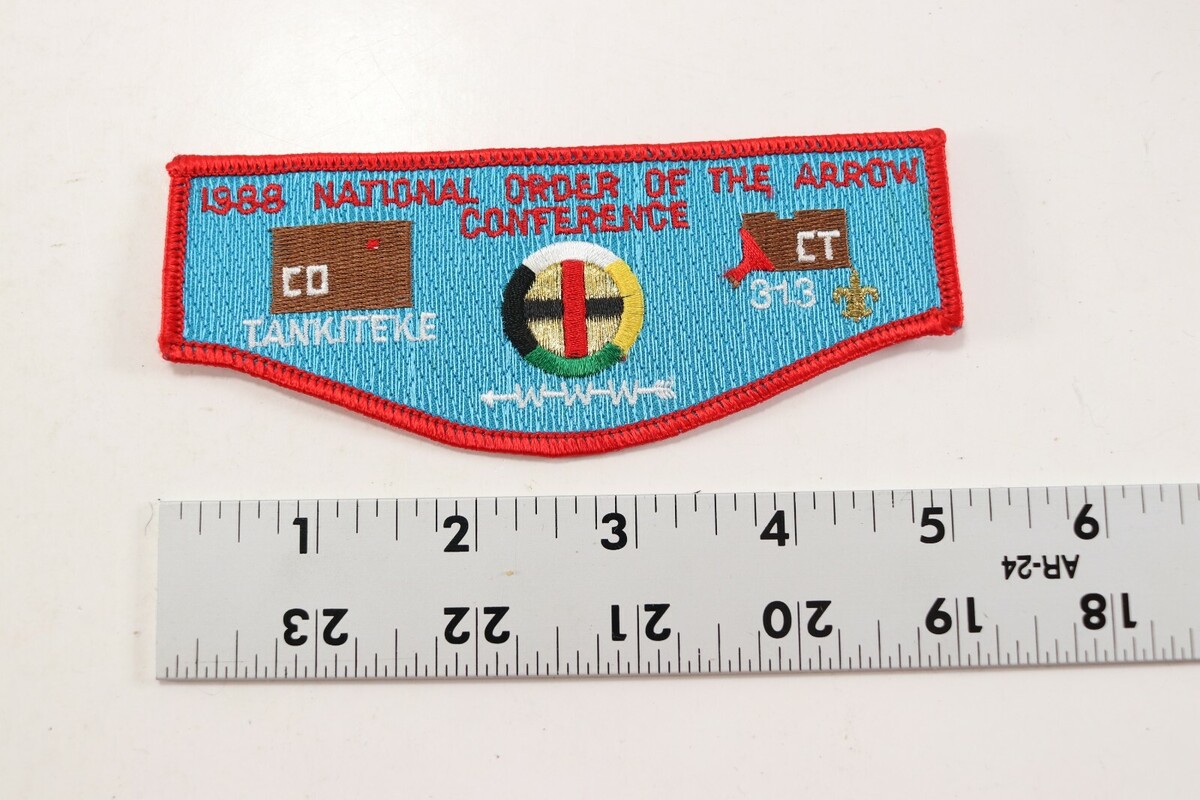 1988 NATIONAL ORDER OF THE ARROW
CONFERENCE
CO
CT
TANKITEKE
313
W W W
1 2 3 4 5 6
AR-24
23 22 21 20 19 18